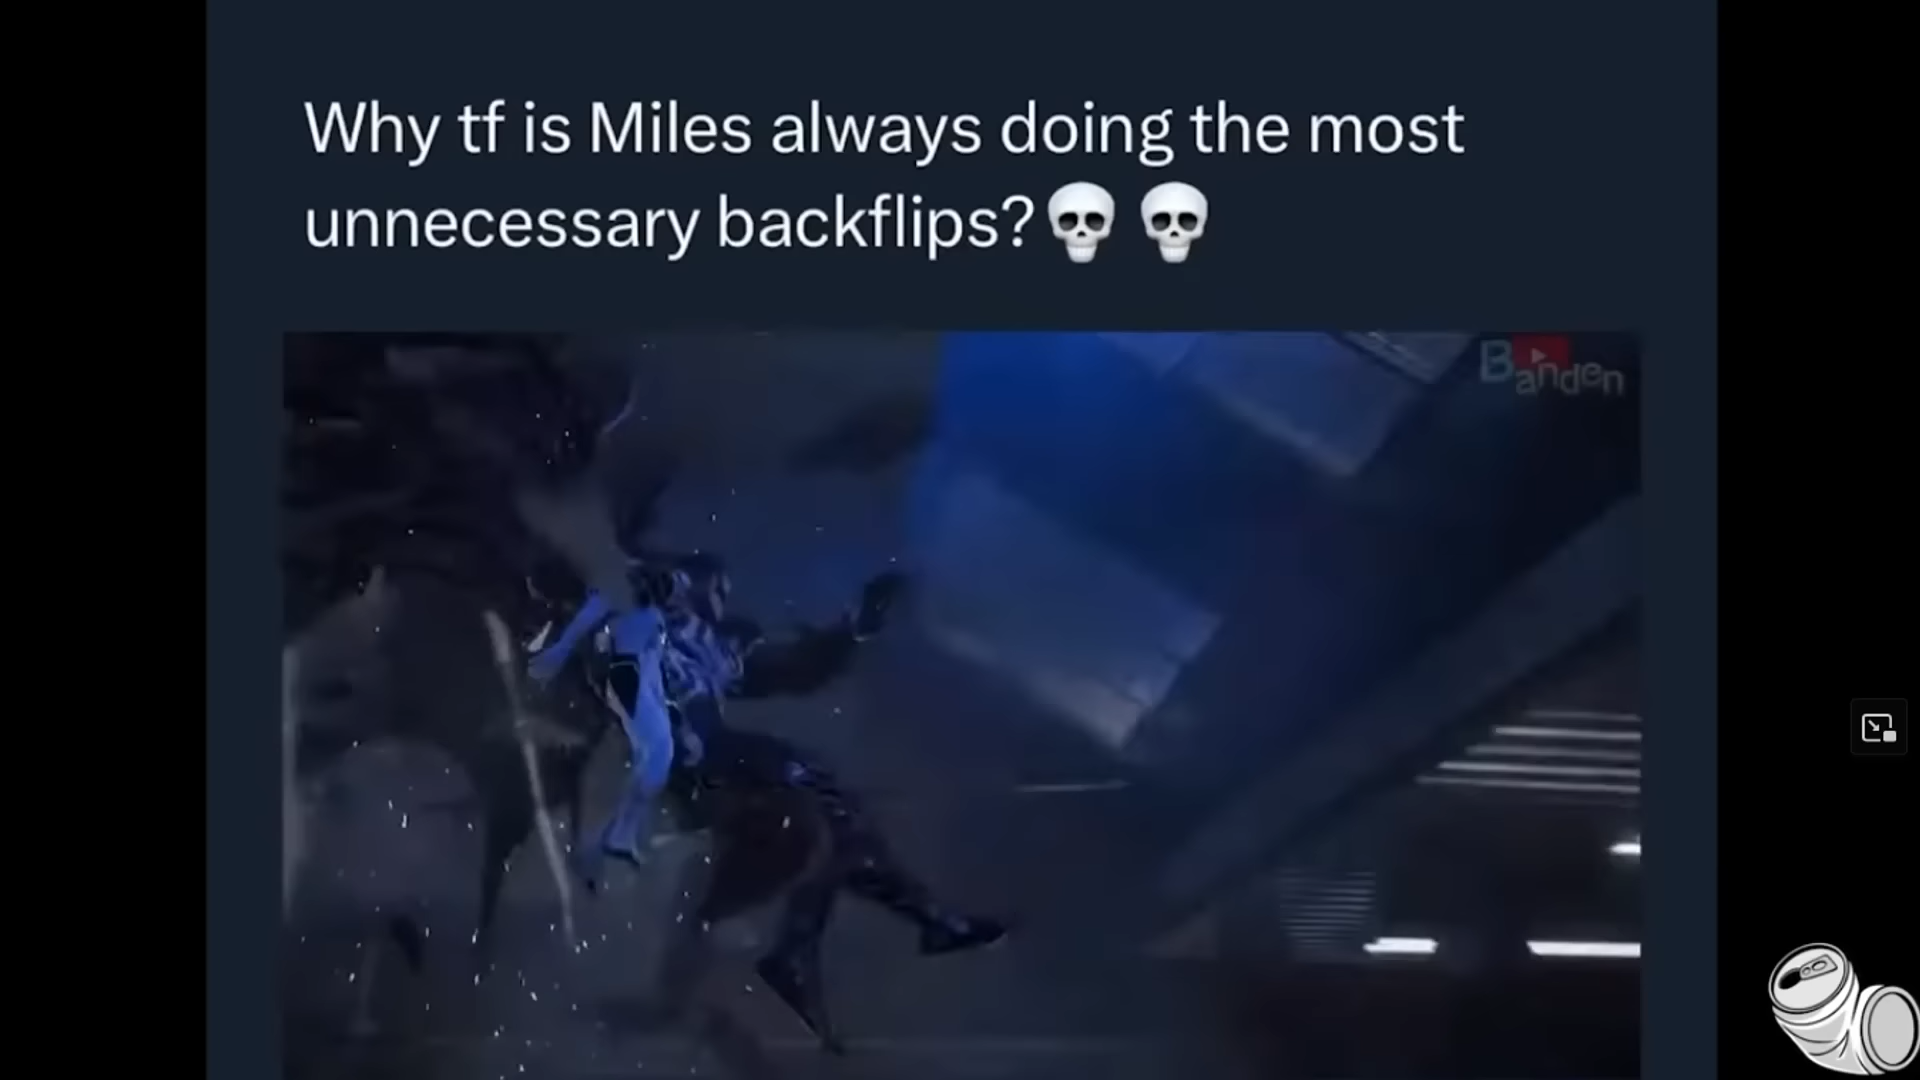 Why tf is Miles always doing the most
unnecessary backflips?💀 💀
Banden